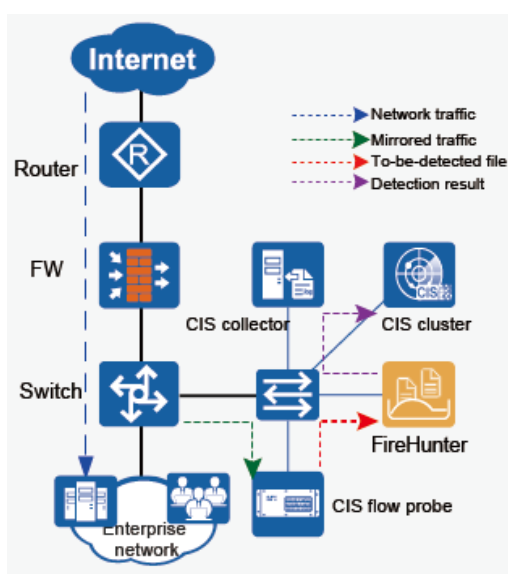 Internet
Network traffic
Mirrored traffic
To-be-detected file
Detection result
Router
R
FW
CIS
CIS collector
CIS cluster
Switch
FireHunter
CIS flow probe
Enterprise
network